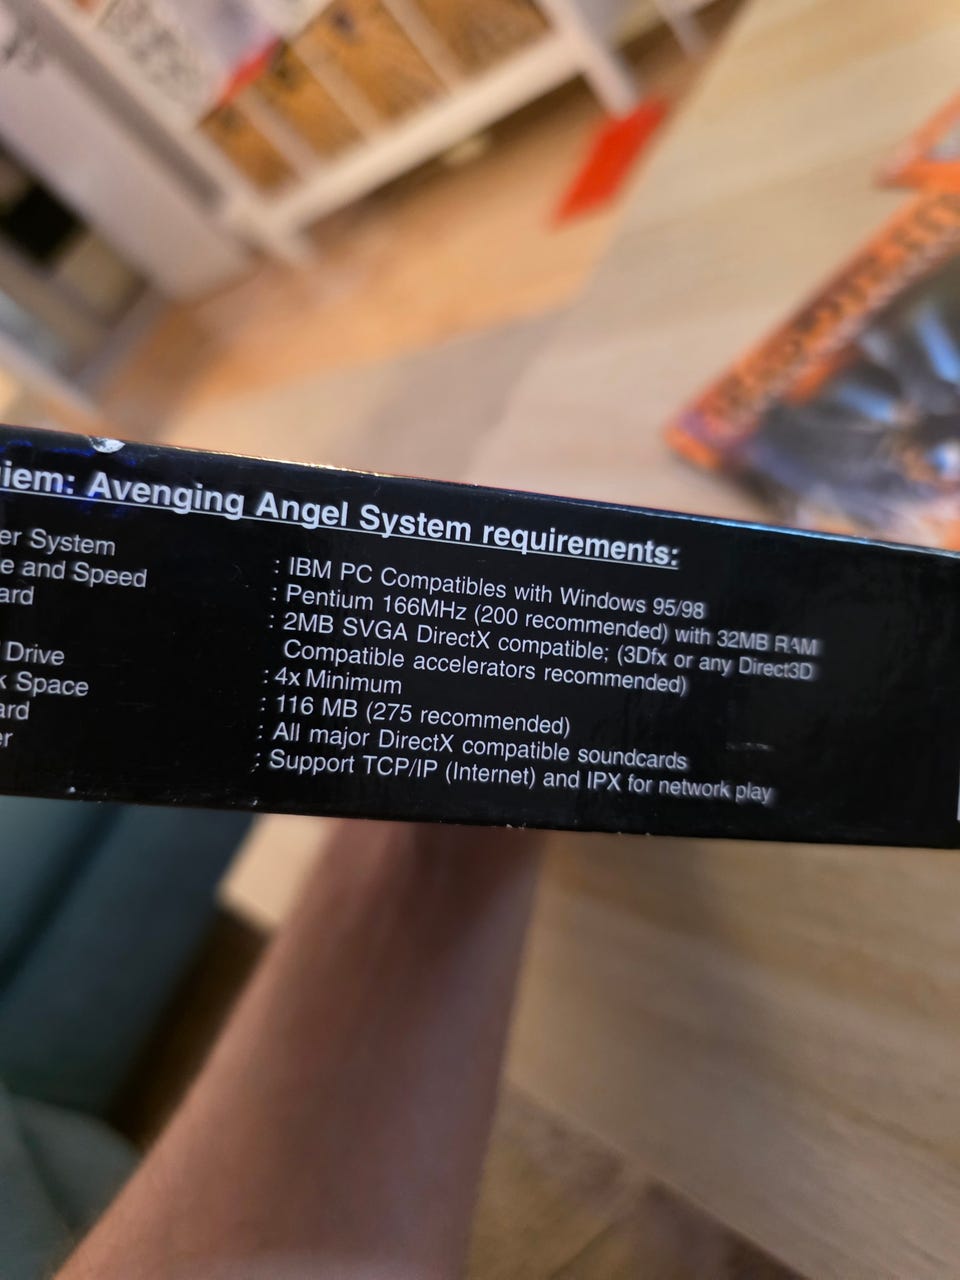 iem: Avenging Angel System requirements:
er System : IBM PC Compatibles with Windows 95/98
e and Speed : Pentium 166MHz (200 recommended) with 32MB RAM
ard : 2MB SVGA DirectX compatible; (3Dfx or any Direct3D
Compatible accelerators recommended)
Drive : 4x Minimum
k Space : 116 MB (275 recommended)
ard : All major DirectX compatible soundcards
er : Support TCP/IP (Internet) and IPX for network play